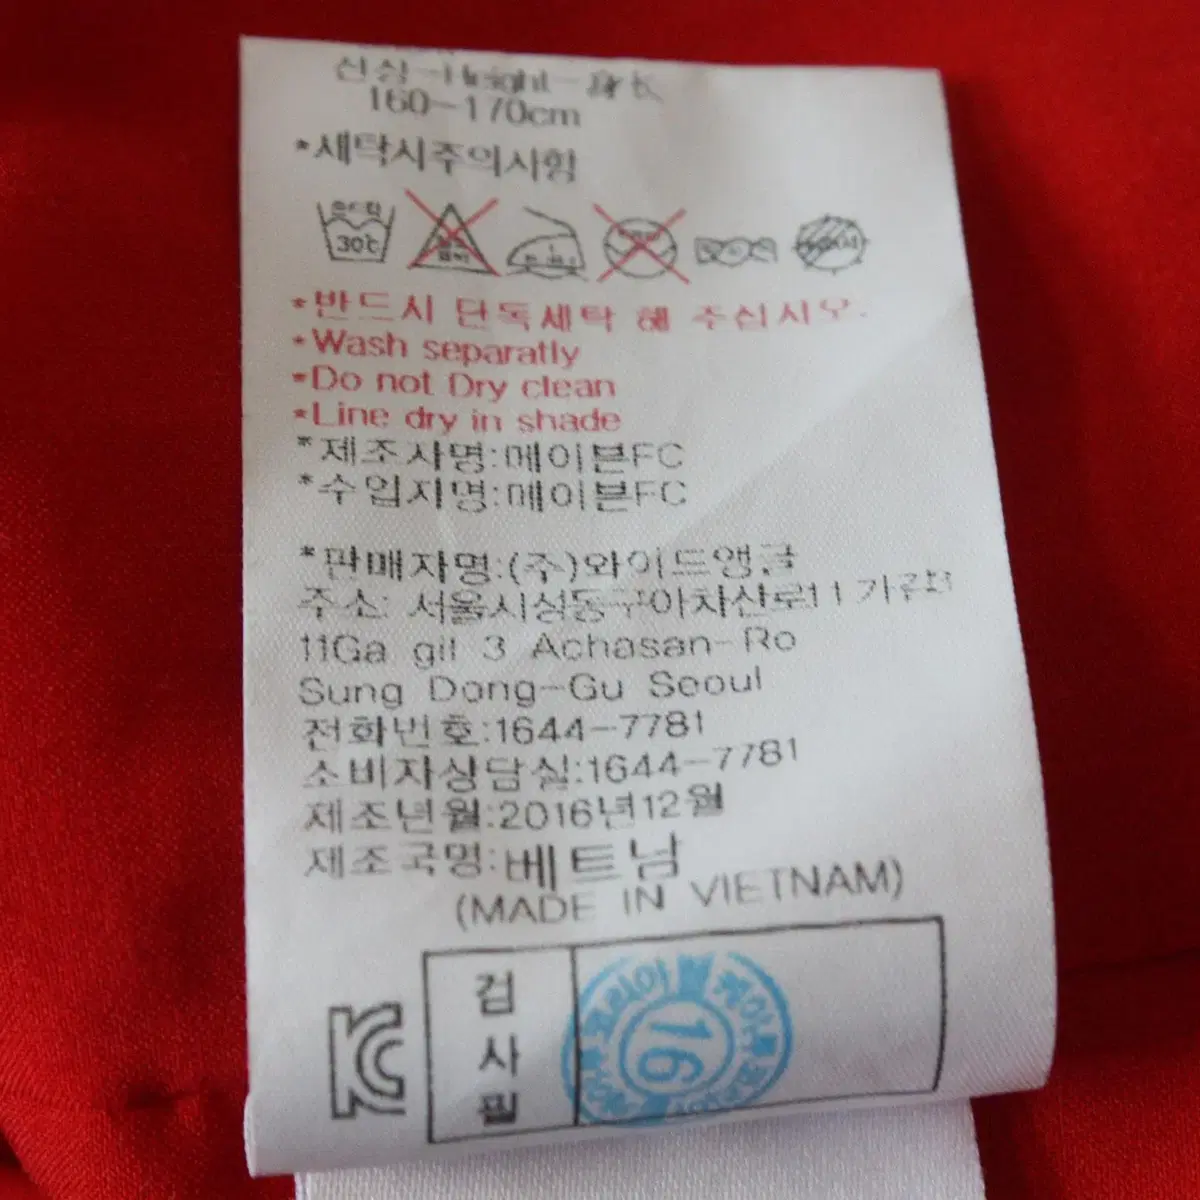 신장-Height-身长
160-170cm
*세탁시주의사항
30℃
*반드시 단독세탁 해 주십시오.
*Wash separatly
*Do not Dry clean
*Line dry in shade
*제조자명:메이븐FC
*수입자명:메이븐FC
*판매자명:(주)와이드앵글
주소: 서울시성동구아차산로11가길3
11Ga gil 3 Achasan-Ro
Sung Dong-Gu Seoul
전화번호:1644-7781
소비자상담실:1644-7781
제조년월:2016년12월
제조국명:베트남
(MADE IN VIETNAM)
검사필
16